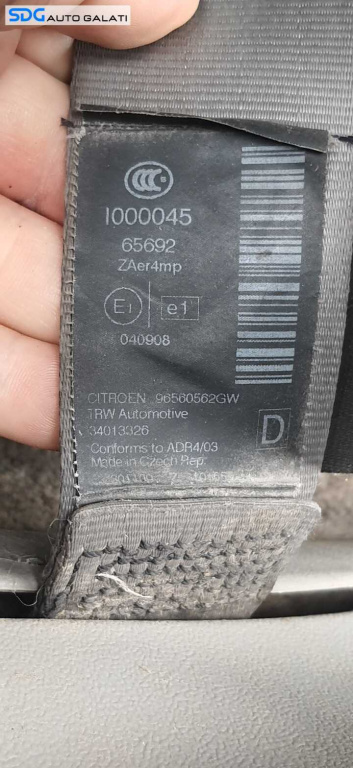 SDG AUTO GALATI
CCC
I000045
65692
ZAer4mp
E1 e1
040908
CITROEN 96560562GW
TRW Automotive
34013326
D
Conforms to ADR4/03
Made in Czech Rep.